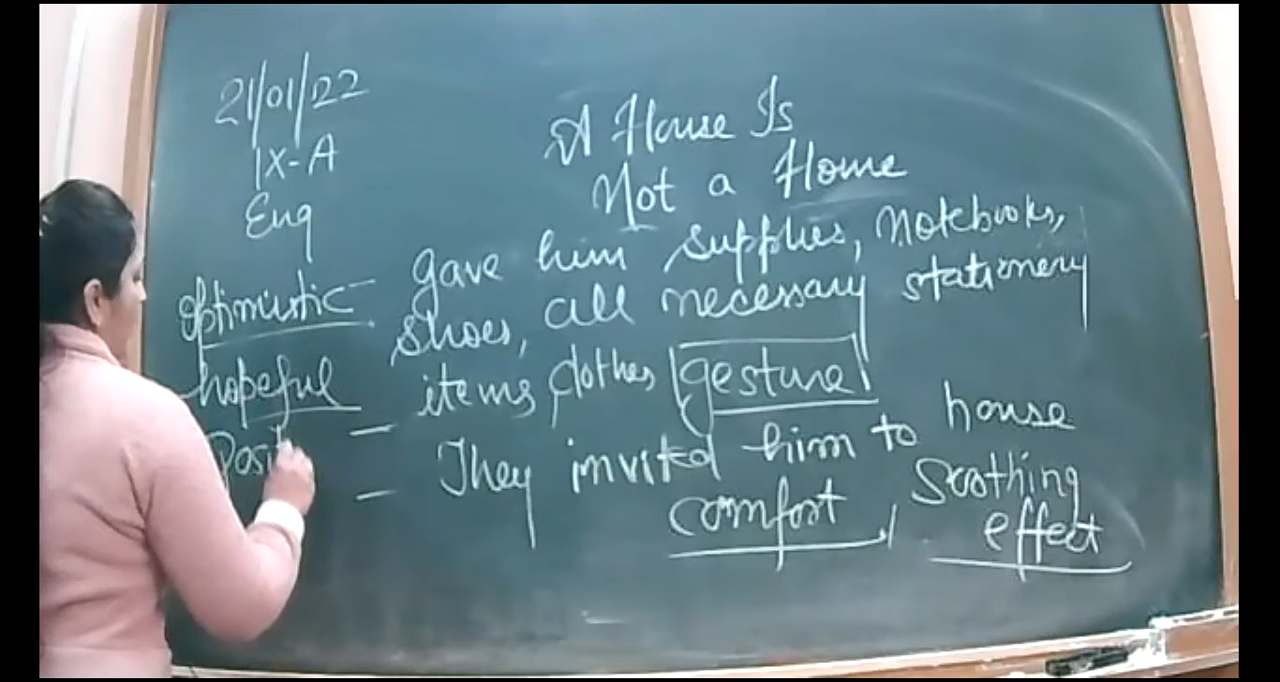 21/01/22
IX-A
Eng
A House Is
Not a Home
Optimistic
hopeful
Posit
- gave him supplies, notebooks,
shoes, all necessary stationery
items, clothes gesture
- They invited him to house
- comfort, Soothing
effect